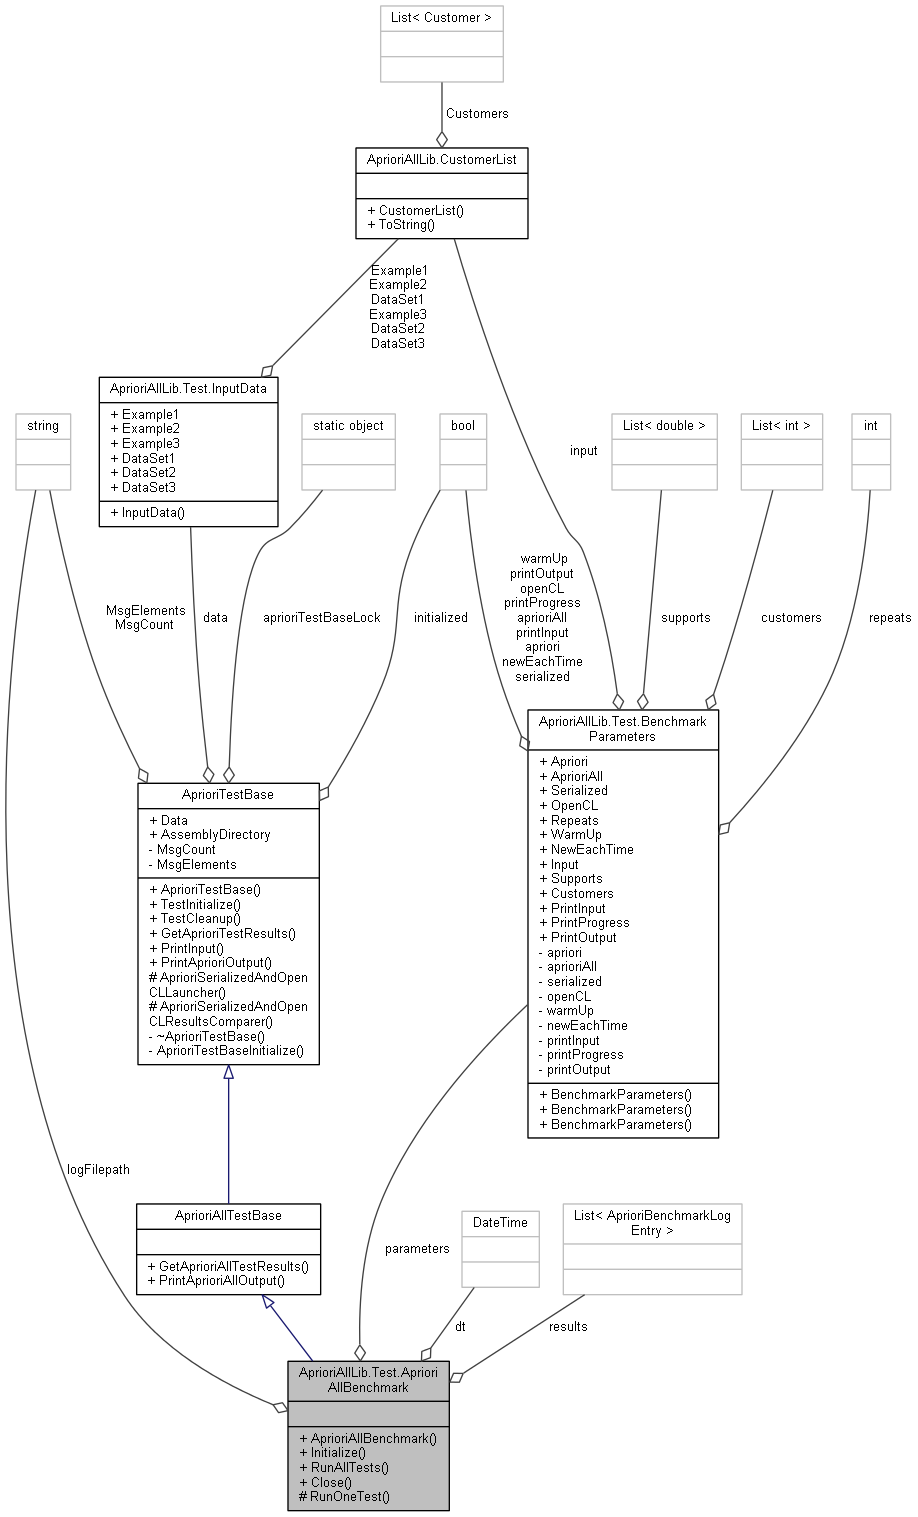 List< Customer >
Customers
AprioriAllLib.CustomerList
+ CustomerList()
+ ToString()
Example1
Example2
DataSet1
Example3
DataSet2
DataSet3
AprioriAllLib.Test.InputData
+ Example1
+ Example2
+ Example3
+ DataSet1
+ DataSet2
+ DataSet3
+ InputData()
string
static object
bool
List< double >
List< int >
int
input
MsgElements
MsgCount
data
aprioriTestBaseLock
initialized
warmUp
printOutput
openCL
printProgress
aprioriAll
printInput
apriori
newEachTime
serialized
supports
customers
repeats
AprioriTestBase
+ Data
+ AssemblyDirectory
- MsgCount
- MsgElements
+ AprioriTestBase()
+ TestInitialize()
+ TestCleanup()
+ GetAprioriTestResults()
+ PrintInput()
+ PrintAprioriOutput()
# AprioriSerializedAndOpen
CLLauncher()
# AprioriSerializedAndOpen
CLResultsComparer()
- ~AprioriTestBase()
- AprioriTestBaseInitialize()
AprioriAllLib.Test.Benchmark
Parameters
+ Apriori
+ AprioriAll
+ Serialized
+ OpenCL
+ Repeats
+ WarmUp
+ NewEachTime
+ Input
+ Supports
+ Customers
+ PrintInput
+ PrintProgress
+ PrintOutput
- apriori
- aprioriAll
- serialized
- openCL
- warmUp
- newEachTime
- printInput
- printProgress
- printOutput
+ BenchmarkParameters()
+ BenchmarkParameters()
+ BenchmarkParameters()
logFilepath
AprioriAllTestBase
+ GetAprioriAllTestResults()
+ PrintAprioriAllOutput()
parameters
DateTime
List< AprioriBenchmarkLog
Entry >
dt
results
AprioriAllLib.Test.Apriori
AllBenchmark
+ AprioriAllBenchmark()
+ Initialize()
+ RunAllTests()
+ Close()
# RunOneTest()